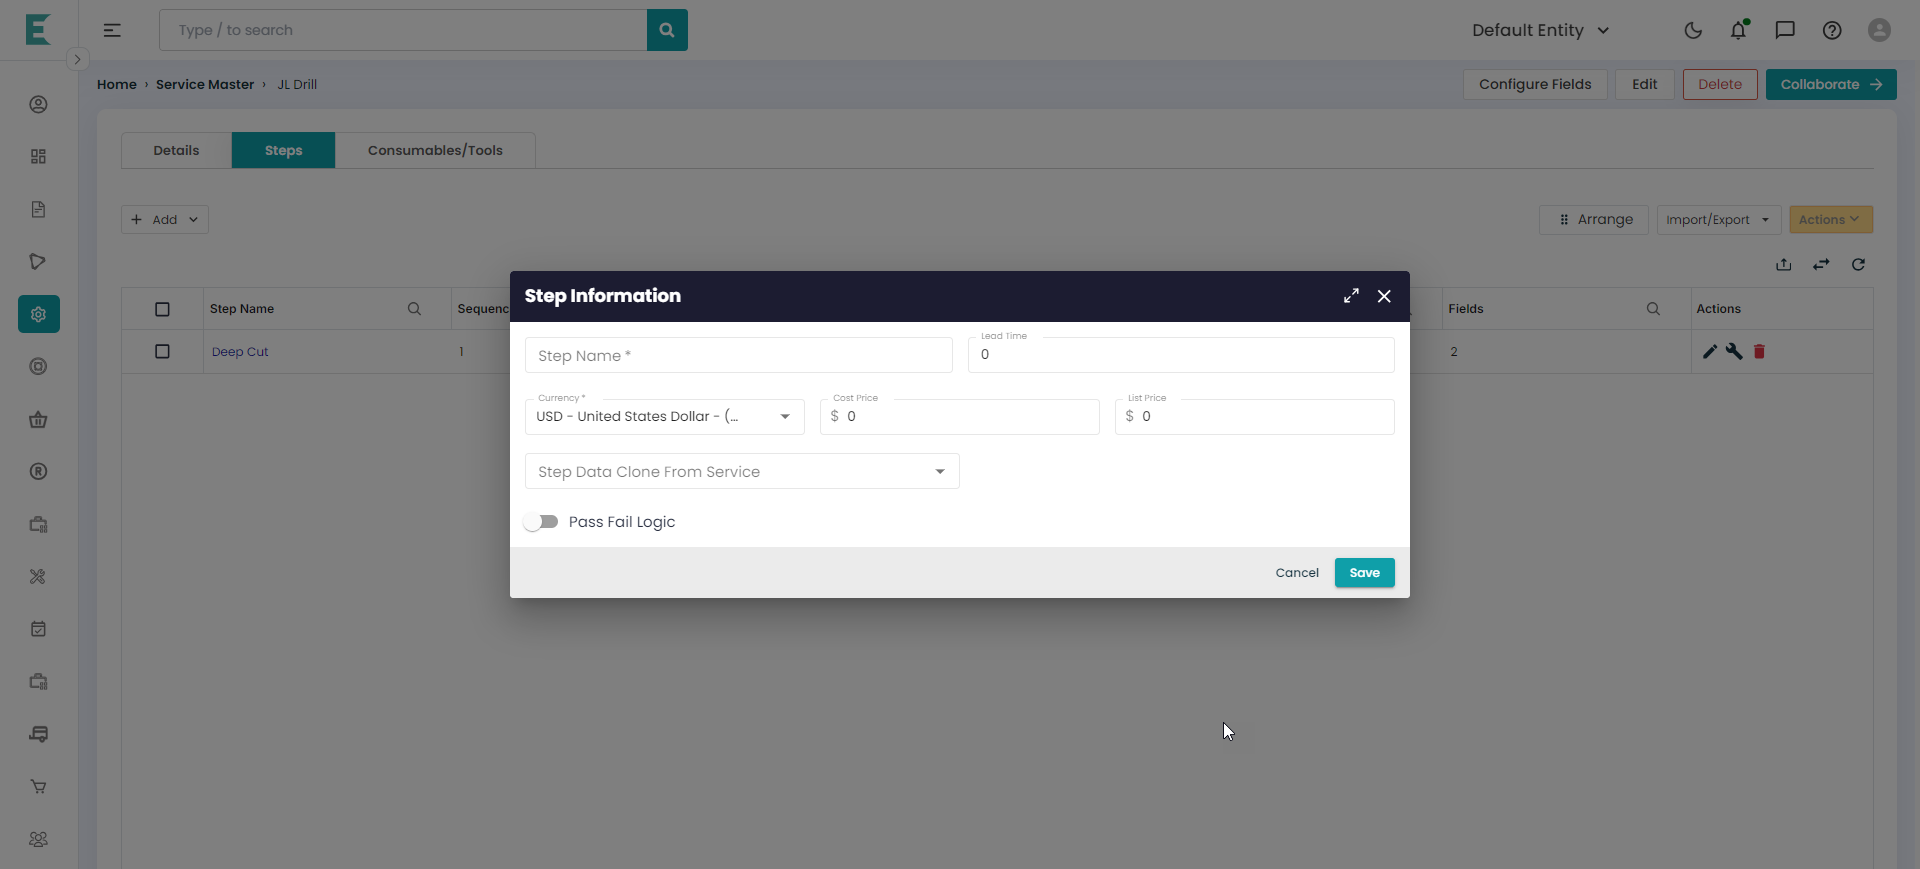 Type / to search
Default Entity
Home › Service Master › JL Drill
Configure Fields
Edit
Delete
Collaborate
Details
Steps
Consumables/Tools
+ Add
Arrange
Import/Export
Actions
Step Name
Sequenc
Fields
Actions
Deep Cut
1
2
Step Information
Step Name *
Lead Time
0
Currency *
USD - United States Dollar - (...
Cost Price
$ 0
List Price
$ 0
Step Data Clone From Service
Pass Fail Logic
Cancel
Save